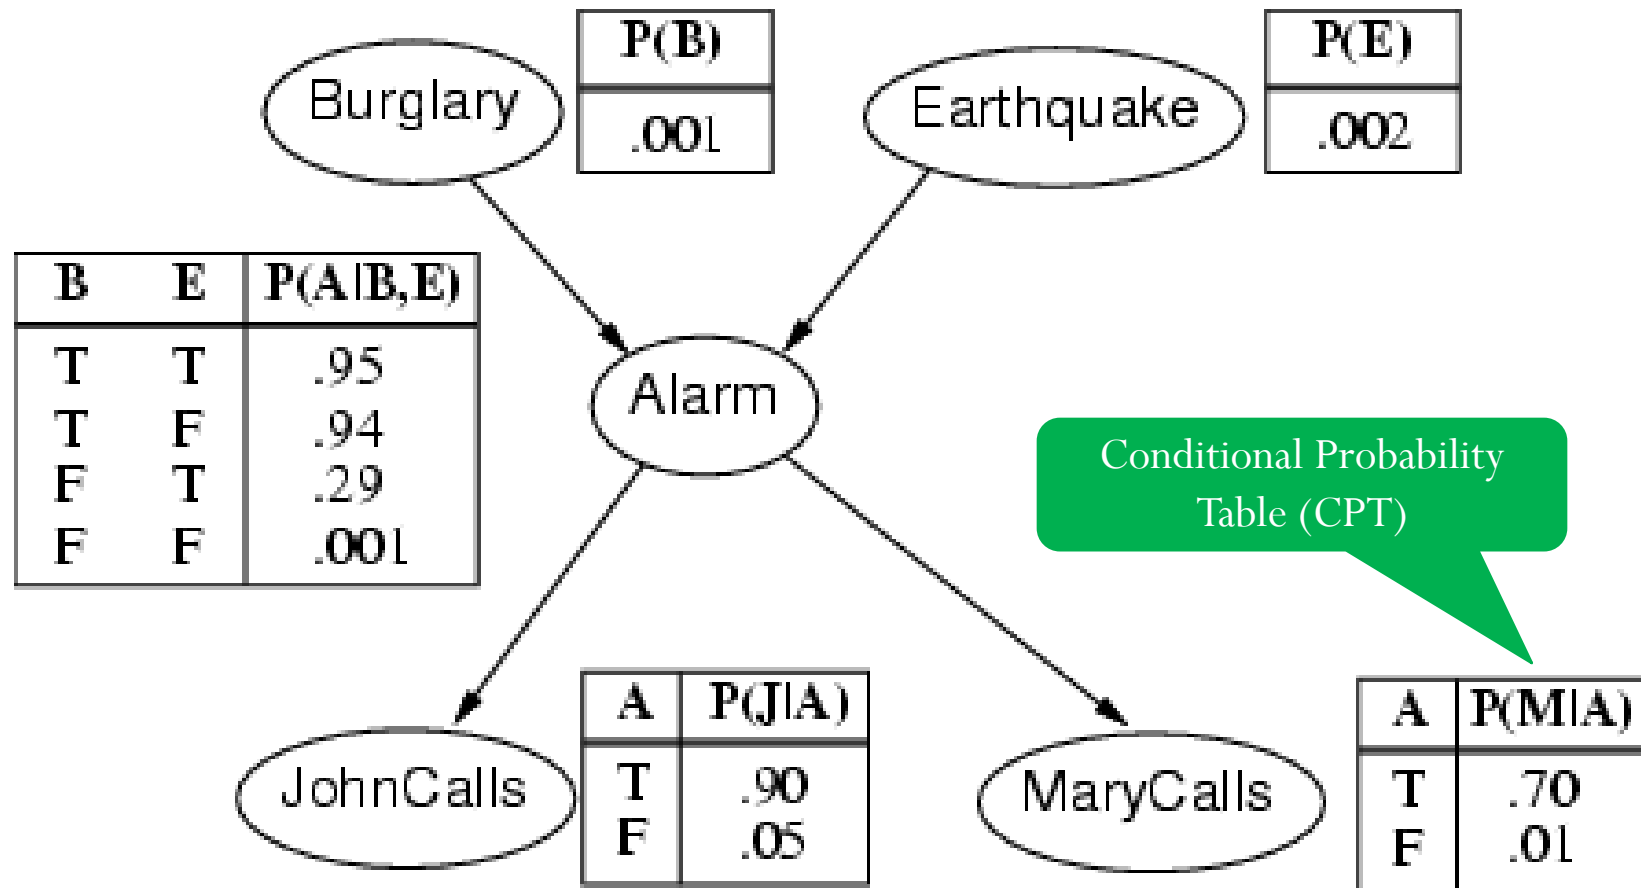 Burglary
P(B)
.001
Earthquake
P(E)
.002
B E P(A|B,E)
T T .95
T F .94
F T .29
F F .001
Alarm
Conditional Probability
Table (CPT)
JohnCalls
A P(J|A)
T .90
F .05
MaryCalls
A P(M|A)
T .70
F .01